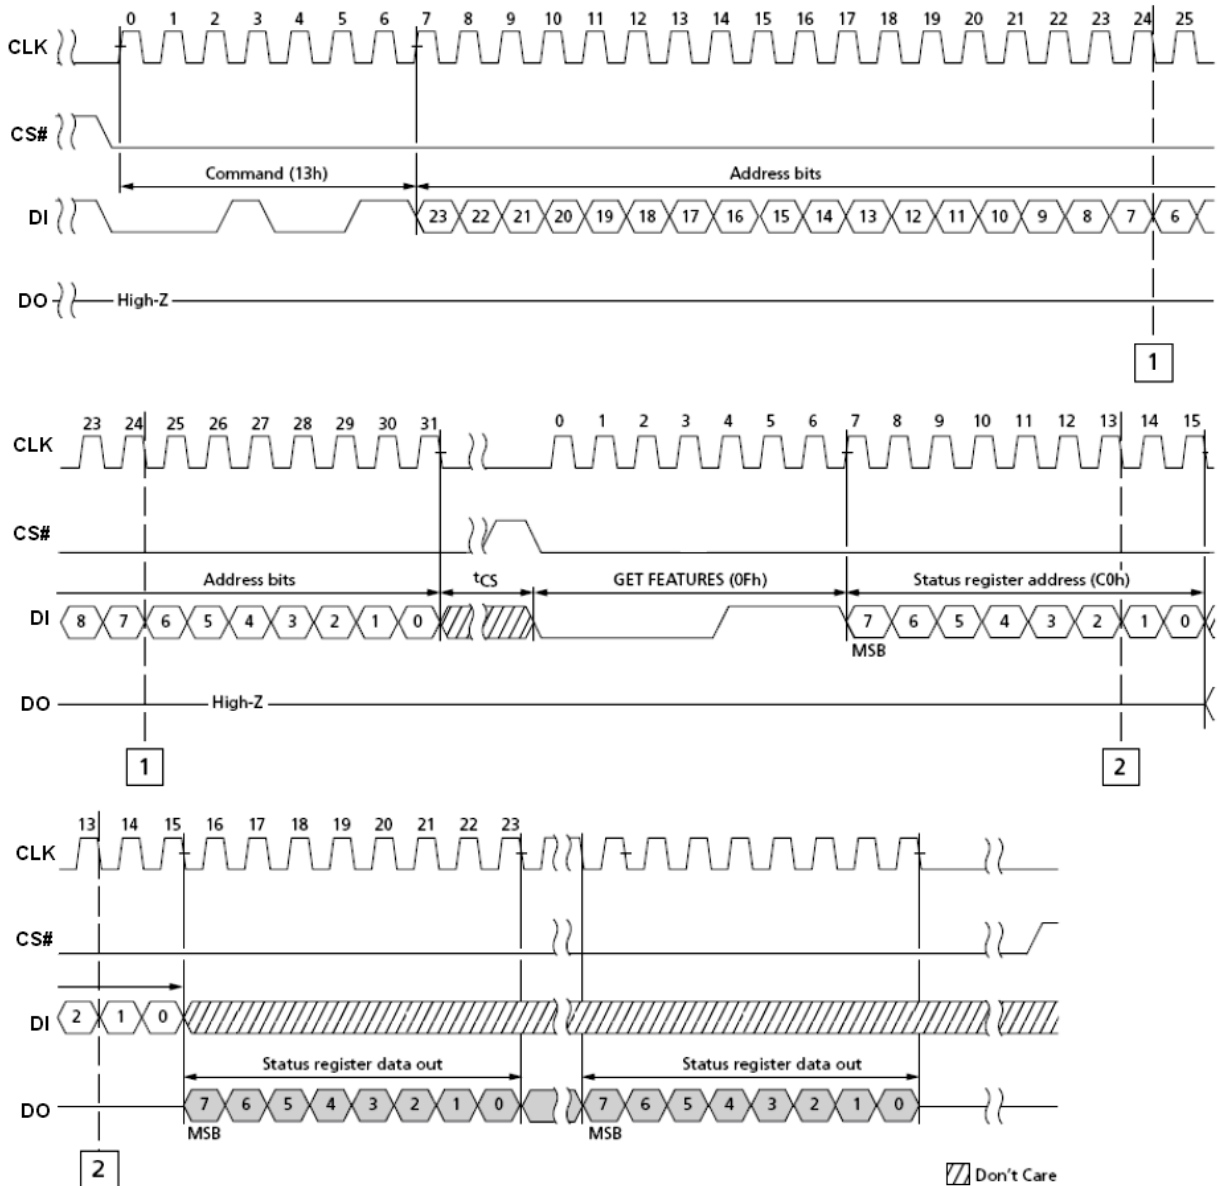 0 1 2 3 4 5 6 7 8 9 10 11 12 13 14 15 16 17 18 19 20 21 22 23 24 25
CLK
CS#
Command (13h) Address bits
DI 23 22 21 20 19 18 17 16 15 14 13 12 11 10 9 8 7 6
DO High-Z
1
23 24 25 26 27 28 29 30 31 0 1 2 3 4 5 6 7 8 9 10 11 12 13 14 15
CLK
CS#
Address bits tCS GET FEATURES (0Fh) Status register address (C0h)
DI 8 7 6 5 4 3 2 1 0 7 6 5 4 3 2 1 0
MSB
DO High-Z
1 2
13 14 15 16 17 18 19 20 21 22 23
CLK
CS#
DI 2 1 0
Status register data out Status register data out
DO 7 6 5 4 3 2 1 0 7 6 5 4 3 2 1 0
MSB MSB
2
Don't Care